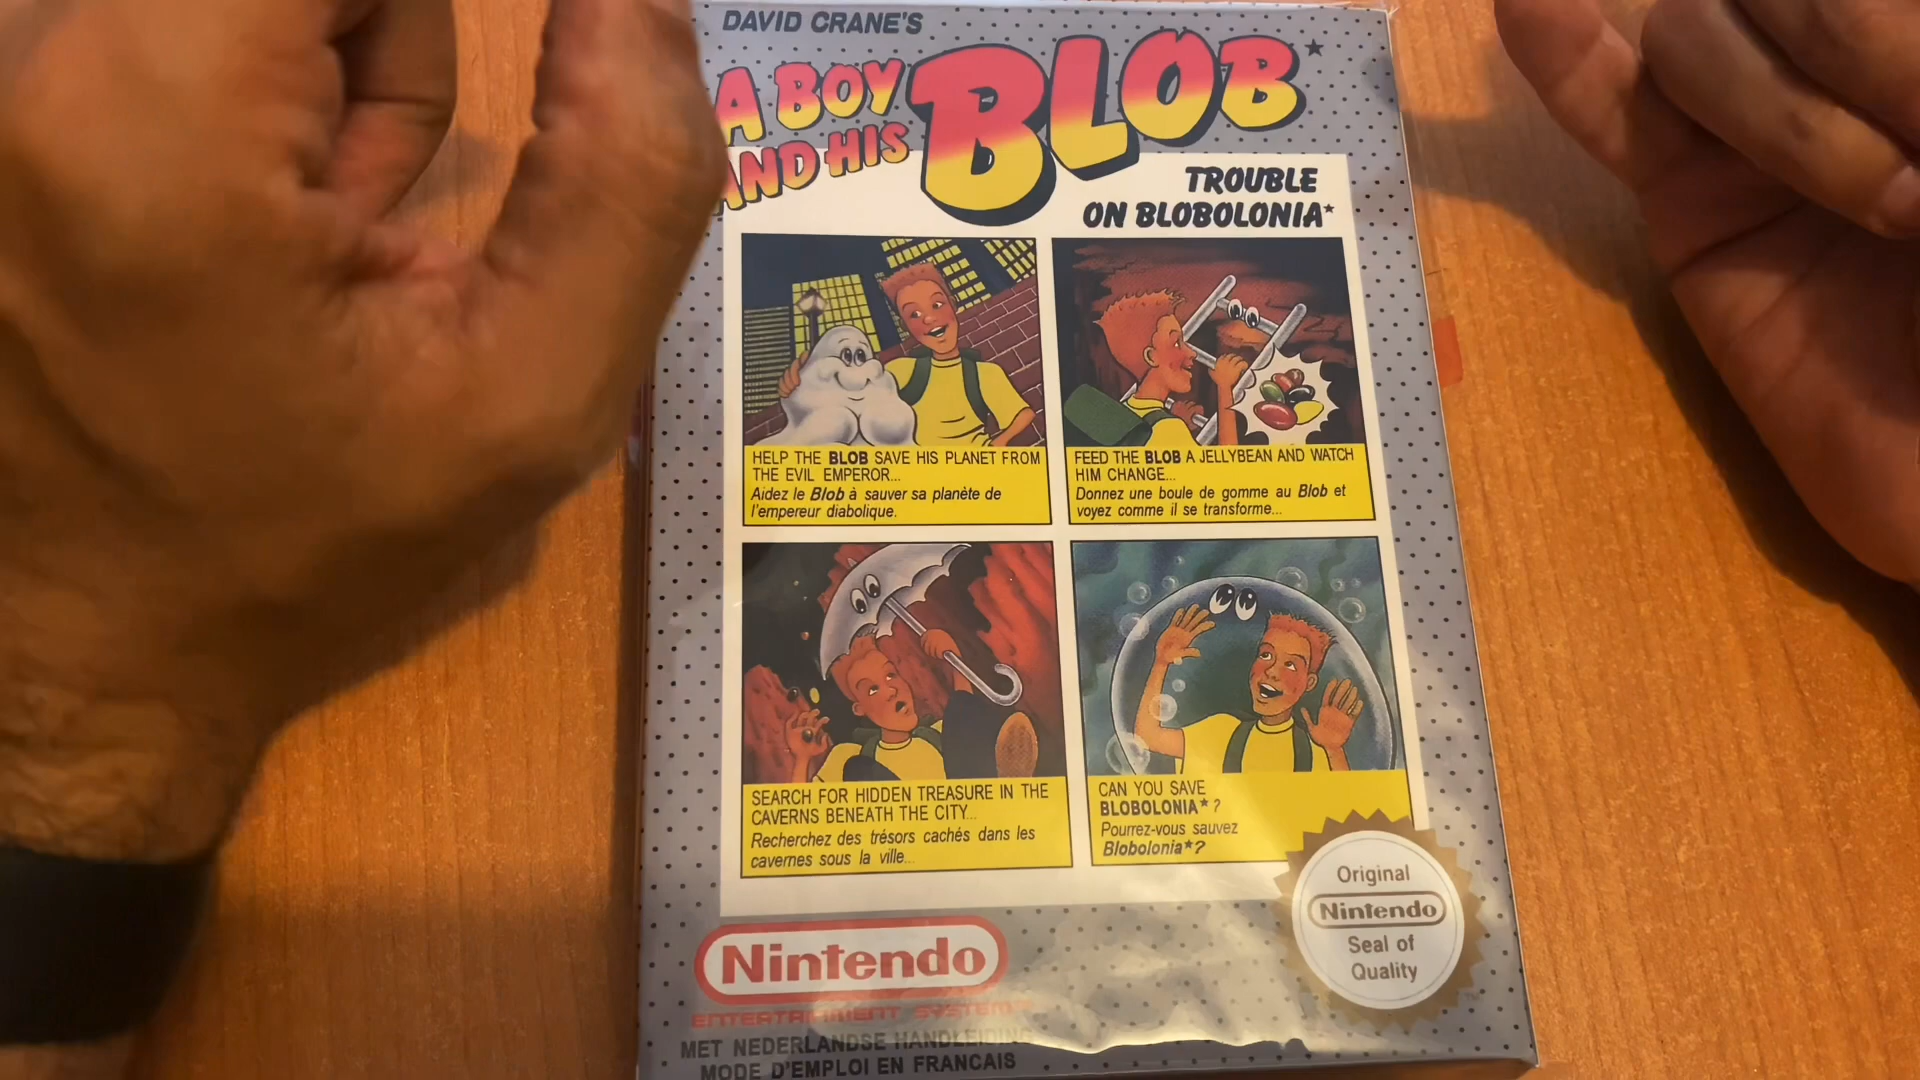 DAVID CRANE'S
A BOY
AND HIS
BLOB*
TROUBLE
ON BLOBOLONIA*
HELP THE BLOB SAVE HIS PLANET FROM
THE EVIL EMPEROR...
Aidez le Blob à sauver sa planète de
l'empereur diabolique.
FEED THE BLOB A JELLYBEAN AND WATCH
HIM CHANGE...
Donnez une boule de gomme au Blob et
voyez comme il se transforme...
SEARCH FOR HIDDEN TREASURE IN THE
CAVERNS BENEATH THE CITY...
Recherchez des trésors cachés dans les
cavernes sous la ville...
CAN YOU SAVE
BLOBOLONIA*?
Pourrez-vous sauvez
Blobolonia*?
Original
Nintendo
Seal of
Quality
Nintendo
ENTERTAINMENT SYSTEM
MET NEDERLANDSE HANDLEIDING
MODE D'EMPLOI EN FRANCAIS